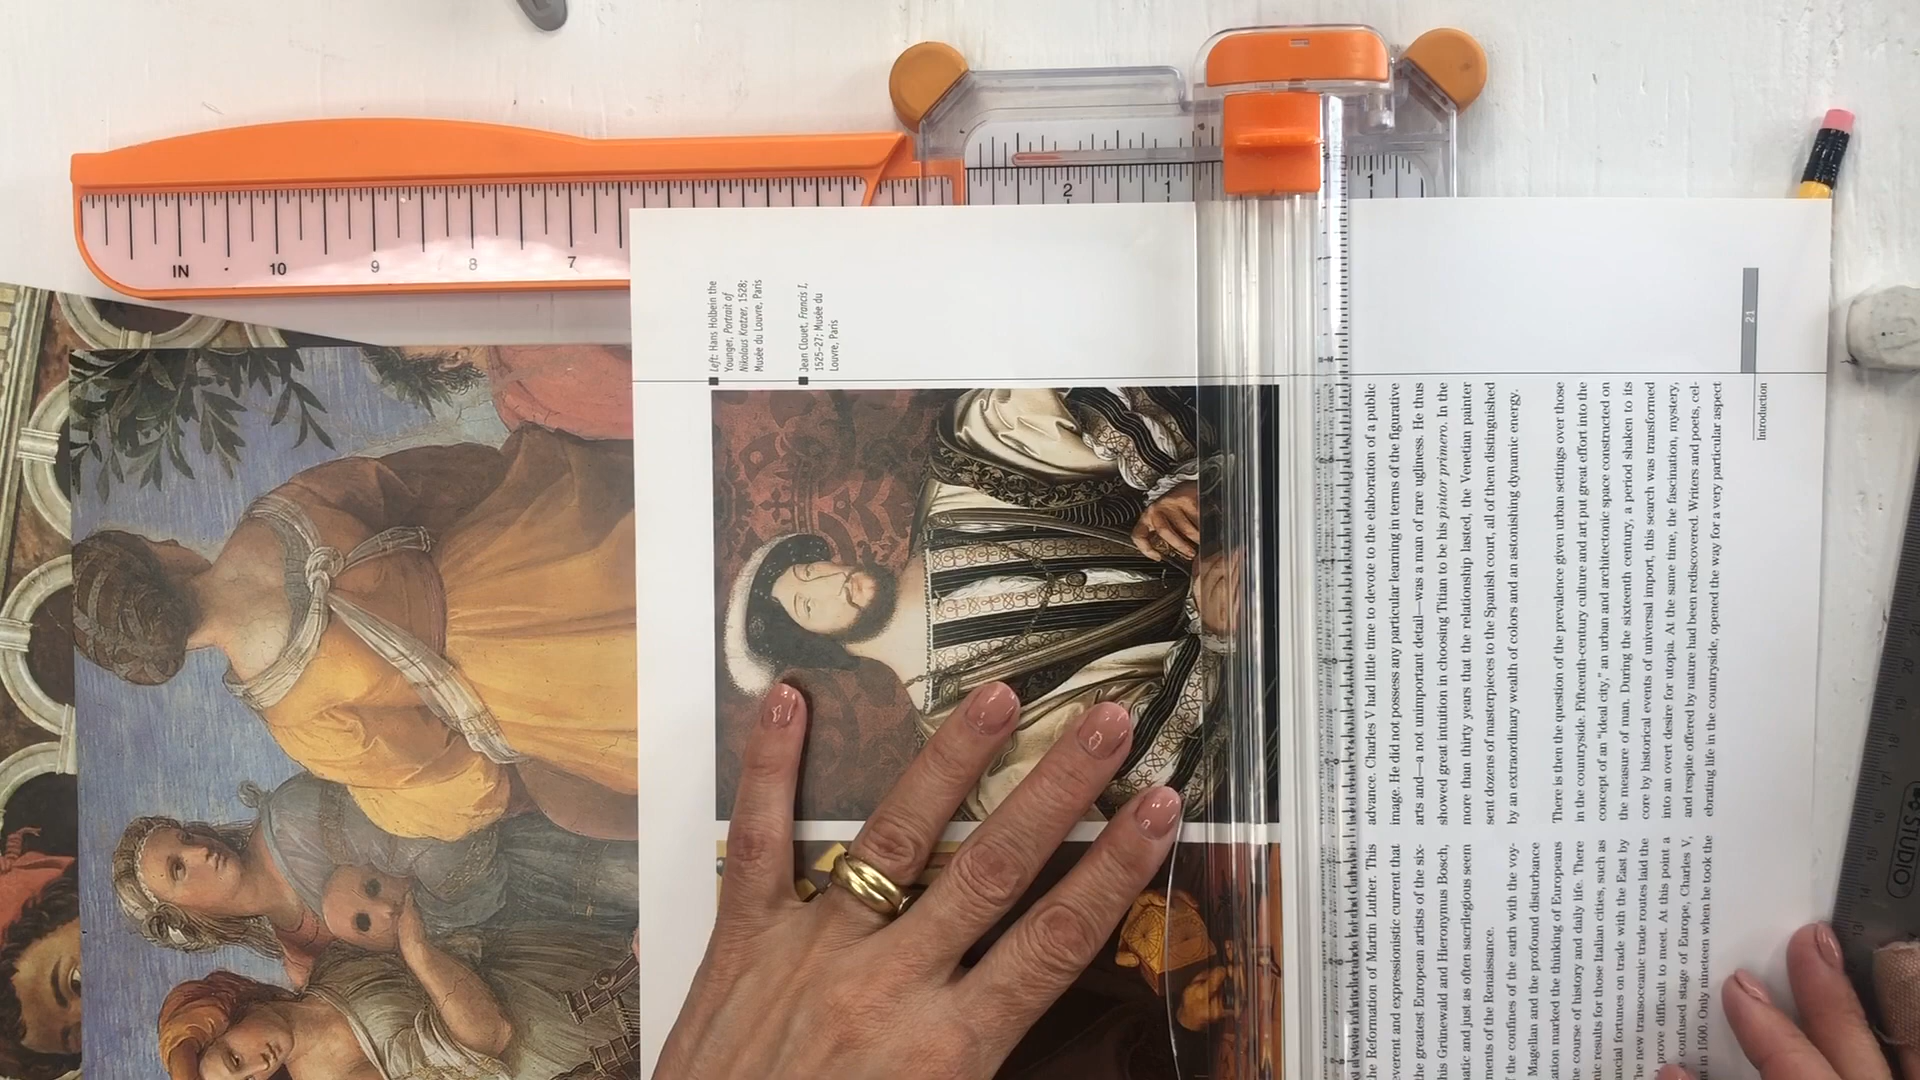 IN 10 9 8 7
2 1 1
Left: Hans Holbein the
Younger, Portrait of
Nikolaus Kratzer, 1528;
Musée du Louvre, Paris
Jean Clouet, Francis I,
1525-27; Musée du
Louvre, Paris
21
Introduction
he Reformation of Martin Luther. This
everent and expressionistic current that
the greatest European artists of the six-
his Grünewald and Hieronymus Bosch,
atic and just as often sacrilegious seem
ments of the Renaissance.
f the confines of the earth with the voy-
Magellan and the profound disturbance
ation marked the thinking of Europeans
he course of history and daily life. There
nic results for those Italian cities, such as
ncial fortunes on trade with the East by
he new transoceanic trade routes laid the
prove difficult to meet. At this point a
e confused stage of Europe, Charles V,
t in 1500. Only nineteen when he took the
advance. Charles V had little time to devote to the elaboration of a public
image. He did not possess any particular learning in terms of the figurative
arts and—a not unimportant detail—was a man of rare ugliness. He thus
showed great intuition in choosing Titian to be his pintor primero. In the
more than thirty years that the relationship lasted, the Venetian painter
sent dozens of masterpieces to the Spanish court, all of them distinguished
by an extraordinary wealth of colors and an astonishing dynamic energy.
There is then the question of the prevalence given urban settings over those
in the countryside. Fifteenth-century culture and art put great effort into the
concept of an "ideal city," an urban and architectonic space constructed on
the measure of man. During the sixteenth century, a period shaken to its
core by historical events of universal import, this search was transformed
into an overt desire for utopia. At the same time, the fascination, mystery,
and respite offered by nature had been rediscovered. Writers and poets, cel-
ebrating life in the countryside, opened the way for a very particular aspect
21 20 19 18 17 16 15 14 13
STUDIO